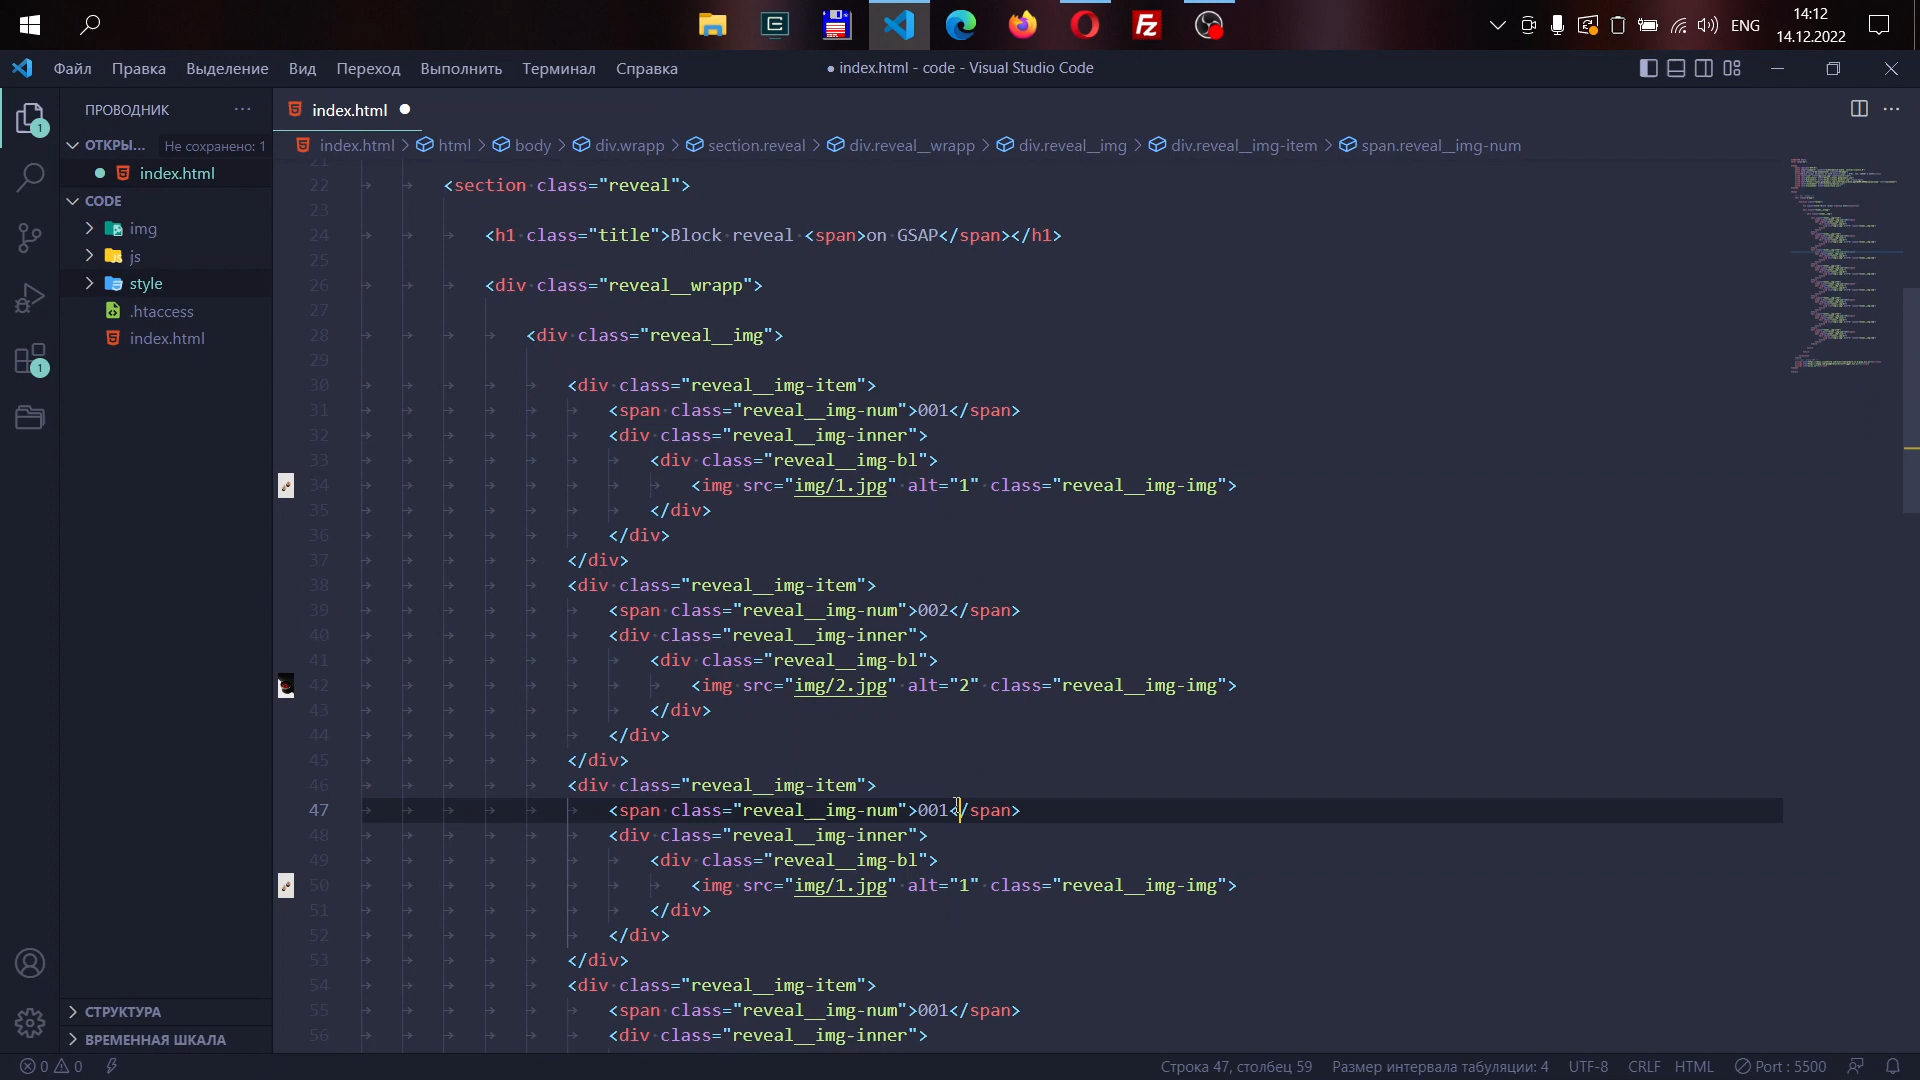 ENG
14:12
14.12.2022
Файл Правка Выделение Вид Переход Выполнить Терминал Справка
● index.html - code - Visual Studio Code
ПРОВОДНИК ···
index.html ●
ОТКРЫ... Не сохранено: 1
index.html > html > body > div.wrapp > section.reveal > div.reveal__wrapp > div.reveal__img > div.reveal__img-item > span.reveal__img-num
● index.html
CODE
img
js
style
.htaccess
index.html
СТРУКТУРА
ВРЕМЕННАЯ ШКАЛА
1
1
21
22 <section class="reveal">
23
24 <h1 class="title">Block reveal <span>on GSAP</span></h1>
25
26 <div class="reveal__wrapp">
27
28 <div class="reveal__img">
29
30 <div class="reveal__img-item">
31 <span class="reveal__img-num">001</span>
32 <div class="reveal__img-inner">
33 <div class="reveal__img-bl">
34 <img src="img/1.jpg" alt="1" class="reveal__img-img">
35 </div>
36 </div>
37 </div>
38 <div class="reveal__img-item">
39 <span class="reveal__img-num">002</span>
40 <div class="reveal__img-inner">
41 <div class="reveal__img-bl">
42 <img src="img/2.jpg" alt="2" class="reveal__img-img">
43 </div>
44 </div>
45 </div>
46 <div class="reveal__img-item">
47 <span class="reveal__img-num">001</span>
48 <div class="reveal__img-inner">
49 <div class="reveal__img-bl">
50 <img src="img/1.jpg" alt="1" class="reveal__img-img">
51 </div>
52 </div>
53 </div>
54 <div class="reveal__img-item">
55 <span class="reveal__img-num">001</span>
56 <div class="reveal__img-inner">
0 0 Строка 47, столбец 59 Размер интервала табуляции: 4 UTF-8 CRLF HTML Port : 5500